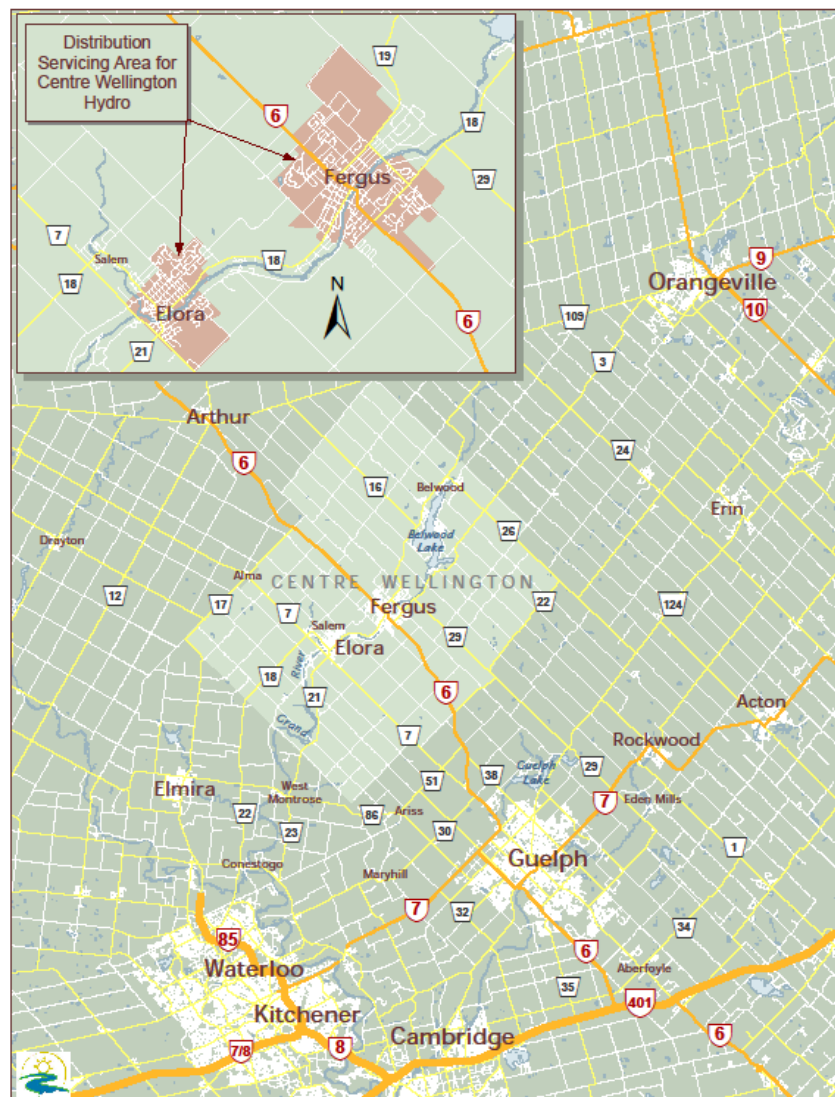 Distribution
Servicing Area for
Centre Wellington
Hydro
19
6
18
Fergus
29
7
18
Salem
18
N
Elora
21
6
9
Orangeville
10
109
3
Arthur
6
24
16
Belwood
Erin
Belwood
Lake
26
Drayton
Alma
CENTRE WELLINGTON
12
17
7
Fergus
22
124
Salem
29
Elora
18
River
21
6
Grand
Acton
7
Rockwood
Guelph
Lake
38
29
51
Elmira
West
Montrose
7
Eden Mills
22
86
Ariss
23
30
1
Conestogo
Guelph
Maryhill
7
32
34
85
6
Waterloo
Aberfoyle
35
401
Kitchener
Cambridge
6
7/8
8